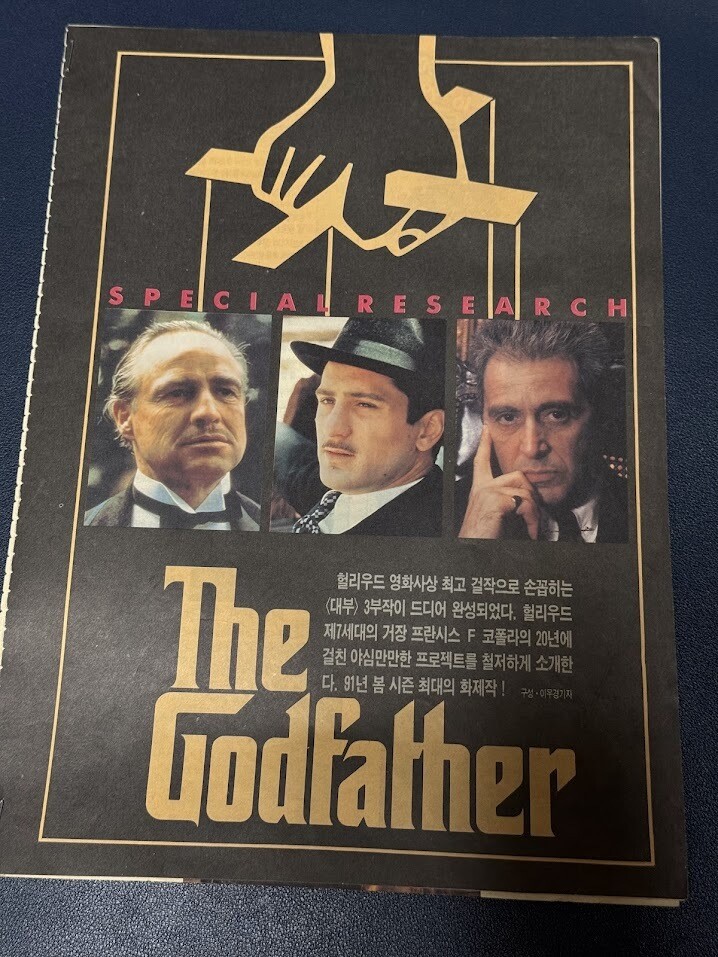 SPECIAL RESEARCH
헐리우드 영화사상 최고 걸작으로 손꼽히는
〈대부〉 3부작이 드디어 완성되었다. 헐리우드
제7세대의 거장 프란시스 F 코폴라의 20년에
걸친 야심만만한 프로젝트를 철저하게 소개한
다. 91년 봄 시즌 최대의 화제작!
구성·이우경기자
The
Godfather